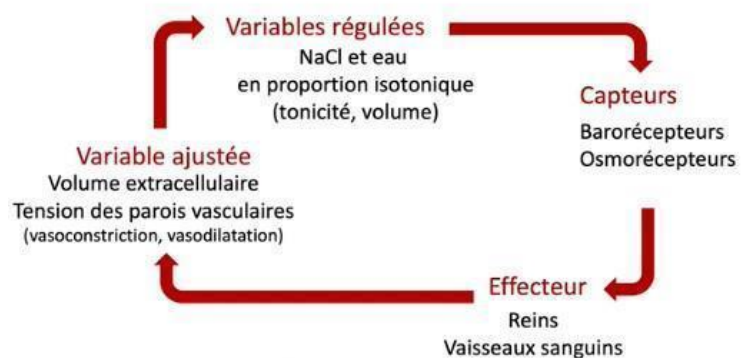 Variables régulées
NaCl et eau
en proportion isotonique
(tonicité, volume)
Capteurs
Barorécepteurs
Osmorécepteurs
Effecteur
Reins
Vaisseaux sanguins
Variable ajustée
Volume extracellulaire
Tension des parois vasculaires
(vasoconstriction, vasodilatation)